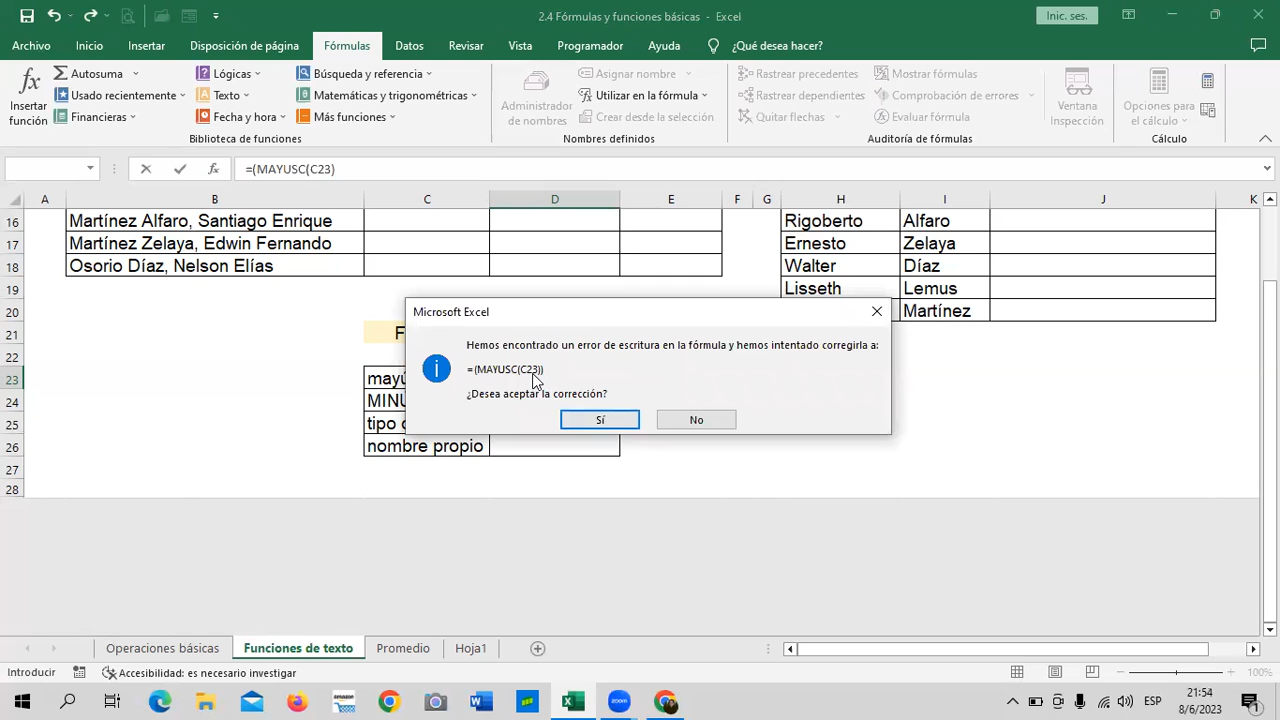 2.4 Fórmulas y funciones básicas - Excel
Inic. ses.
Archivo Inicio Insertar Disposición de página Fórmulas Datos Revisar Vista Programador Ayuda ¿Qué desea hacer?
Insertar función
Autosuma
Usado recientemente
Financieras
Lógicas
Texto
Fecha y hora
Búsqueda y referencia
Matemáticas y trigonométricas
Más funciones
Biblioteca de funciones
Administrador de nombres
Asignar nombre
Utilizar en la fórmula
Crear desde la selección
Nombres definidos
Rastrear precedentes
Rastrear dependientes
Quitar flechas
Mostrar fórmulas
Comprobación de errores
Evaluar fórmula
Ventana Inspección
Auditoría de fórmulas
Opciones para el cálculo
Cálculo
fx =(MAYUSC(C23)
A B C D E F G H I J K
16 Martínez Alfaro, Santiago Enrique Rigoberto Alfaro
17 Martínez Zelaya, Edwin Fernando Ernesto Zelaya
18 Osorio Díaz, Nelson Elías Walter Díaz
19 Lisseth Lemus
20 Martínez
21 F
22
23 mayú
24 MINU
25 tipo o
26 nombre propio
27
28
Microsoft Excel
Hemos encontrado un error de escritura en la fórmula y hemos intentado corregirla a:
=(MAYUSC(C23))
¿Desea aceptar la corrección?
Sí No
Operaciones básicas Funciones de texto Promedio Hoja1
Introducir Accesibilidad: es necesario investigar 100%
ESP
21:54
8/6/2023